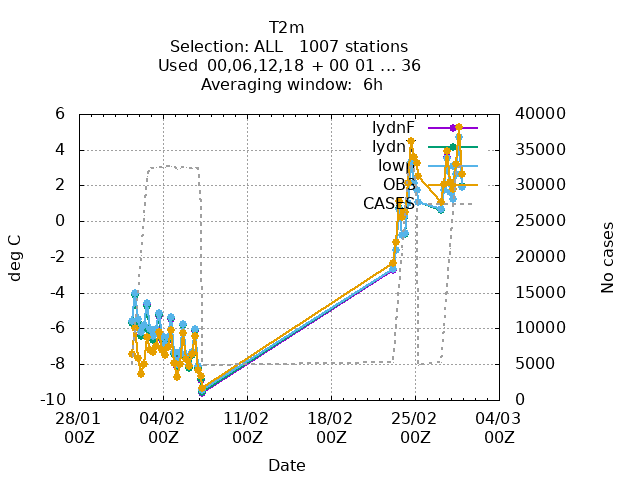 T2m
Selection: ALL   1007 stations
Used  00,06,12,18  + 00 01 ... 36
Averaging window:  6h
lydnF
lydn
lown
OBS
CASES
6
4
2
0
-2
-4
-6
-8
-10
40000
35000
30000
25000
20000
15000
10000
5000
0
deg C
No cases
28/01 04/02 11/02 18/02 25/02 04/03
00Z 00Z 00Z 00Z 00Z 00Z
Date